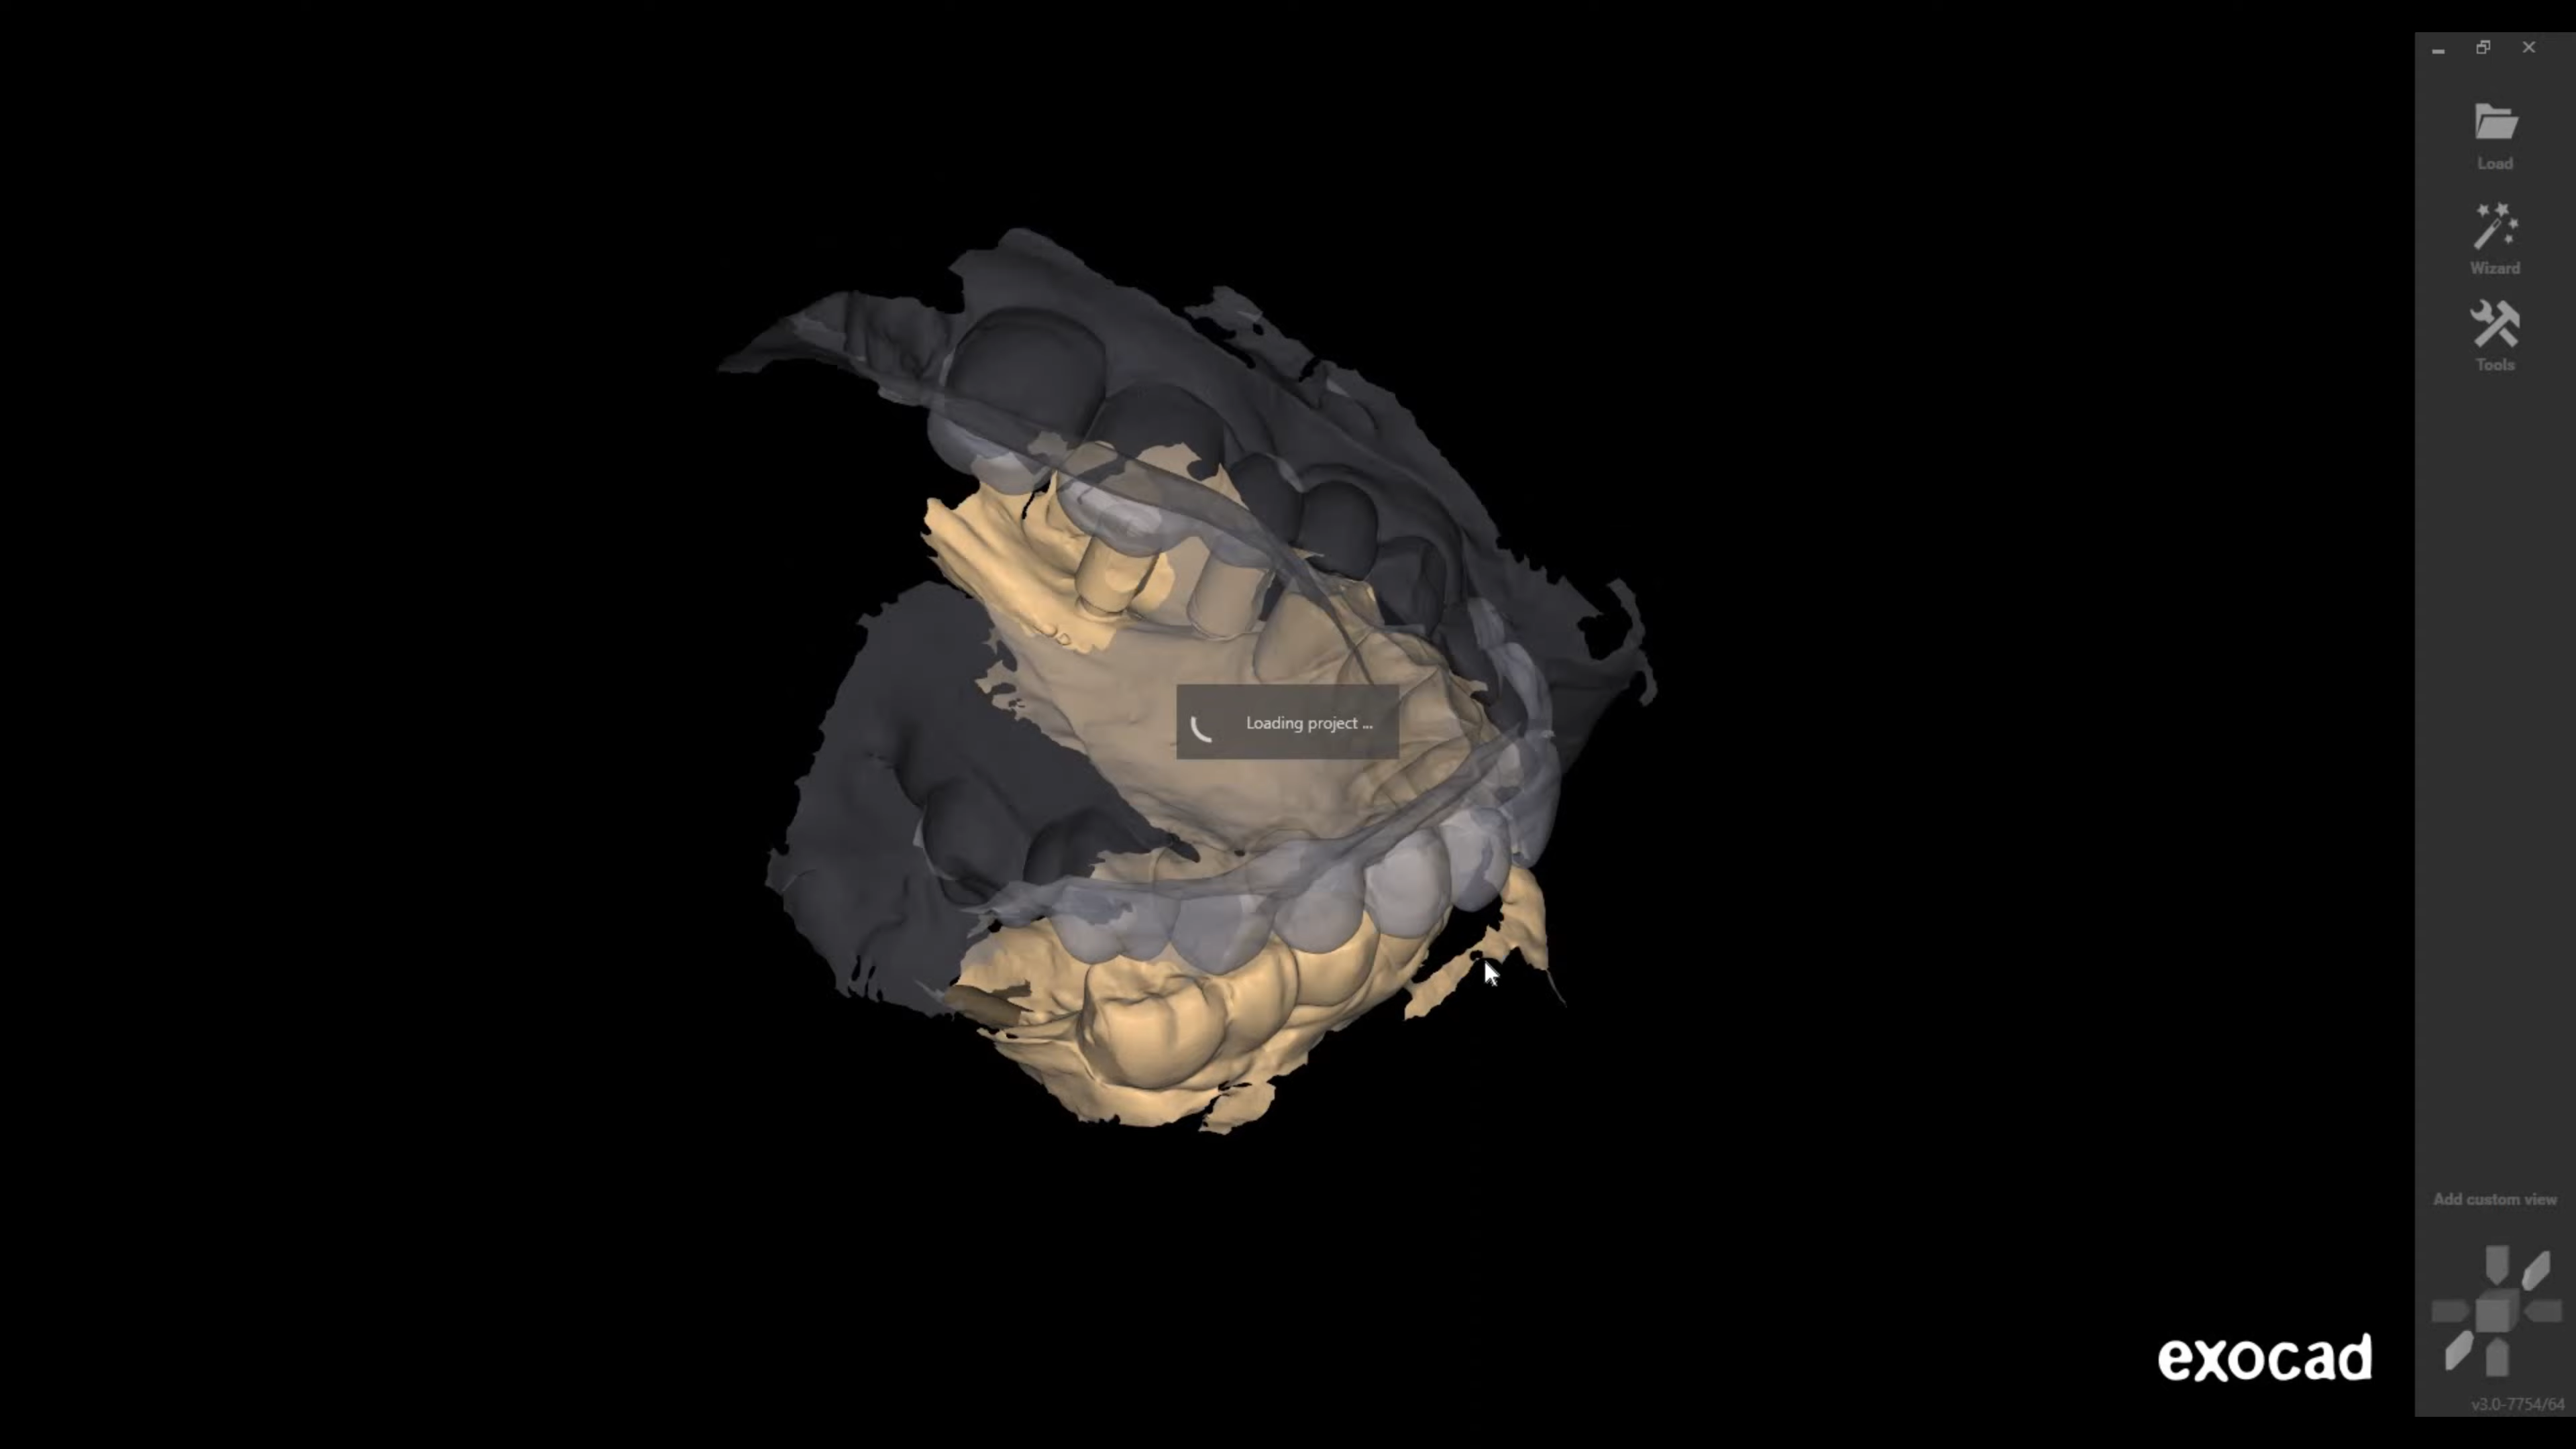 Load
Wizard
Tools
Loading project ...
Add custom view
exocad
v3.0-7754/64